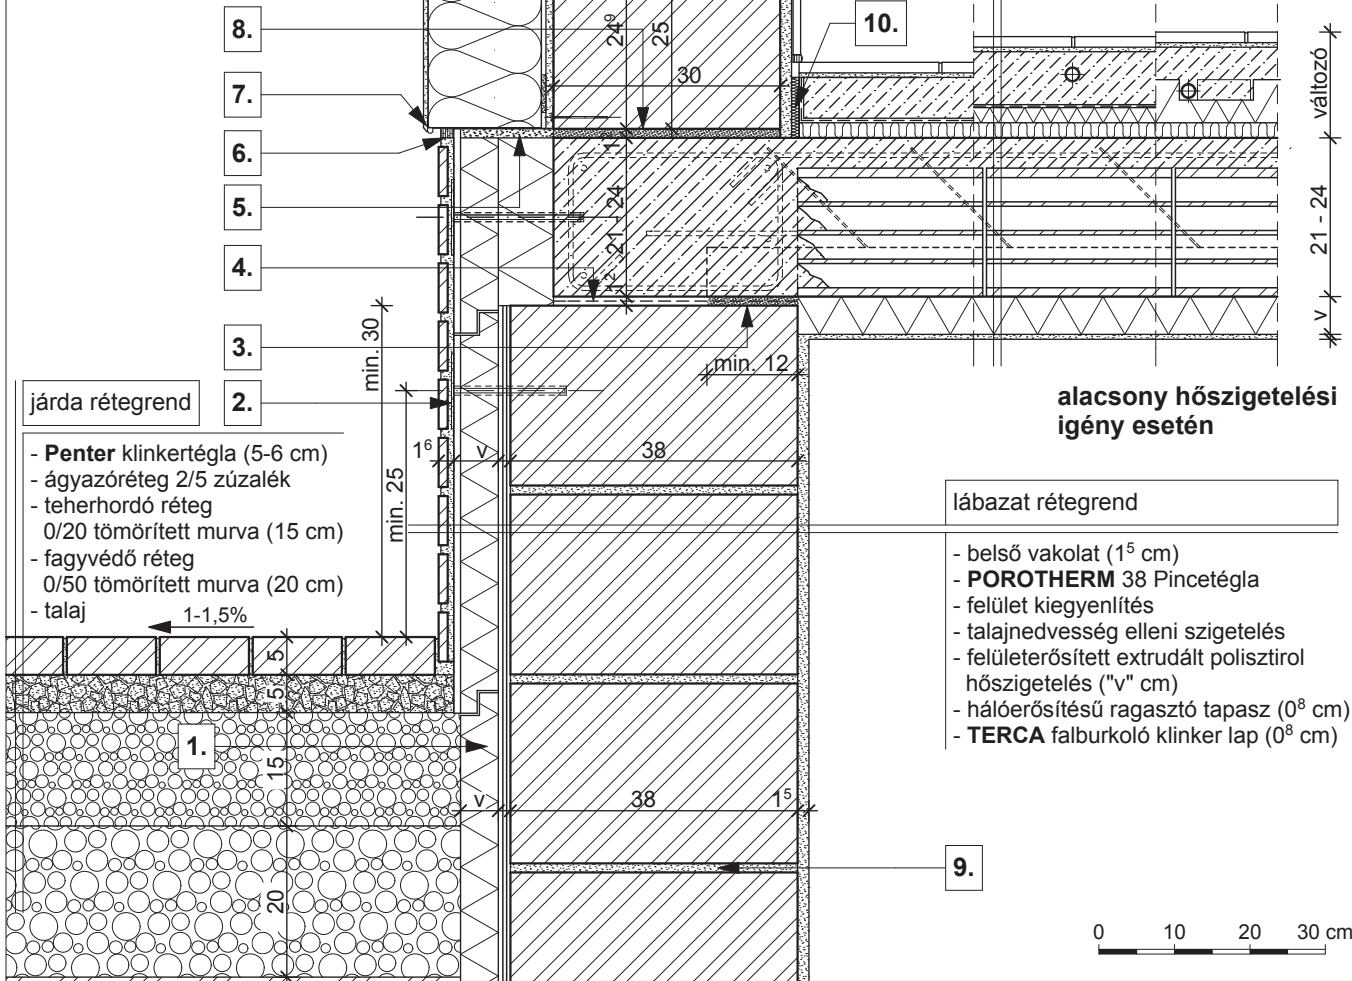 8.
7.
6.
5.
4.
3.
2.
10.
24⁹
25
30
változó
1²
21 - 24
1²
21 - 24
v
min. 30
min. 12
min. 25
1⁶
v
38
alacsony hőszigetelési
igény esetén
járda rétegrend
- Penter klinkertégla (5-6 cm)
- ágyazóréteg 2/5 zúzalék
- teherhordó réteg
0/20 tömörített murva (15 cm)
- fagyvédő réteg
0/50 tömörített murva (20 cm)
- talaj
1-1,5%
lábazat rétegrend
- belső vakolat (1⁵ cm)
- POROTHERM 38 Pincetégla
- felület kiegyenlítés
- talajnedvesség elleni szigetelés
- felületerősített extrudált polisztirol
hőszigetelés ("v" cm)
- hálóerősítésű ragasztó tapasz (0⁸ cm)
- TERCA falburkoló klinker lap (0⁸ cm)
5
5
1.
15
v
38
1⁵
20
9.
0 10 20 30 cm